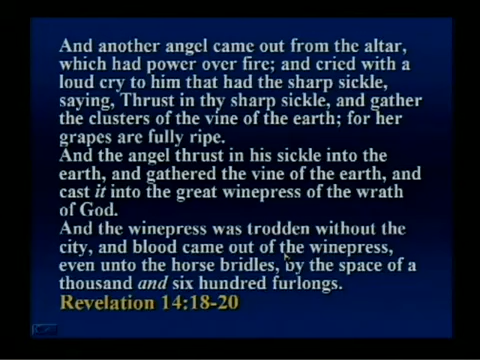 And another angel came out from the altar,
which had power over fire; and cried with a
loud cry to him that had the sharp sickle,
saying, Thrust in thy sharp sickle, and gather
the clusters of the vine of the earth; for her
grapes are fully ripe.
And the angel thrust in his sickle into the
earth, and gathered the vine of the earth, and
cast it into the great winepress of the wrath
of God.
And the winepress was trodden without the
city, and blood came out of the winepress,
even unto the horse bridles, by the space of a
thousand and six hundred furlongs.
Revelation 14:18-20